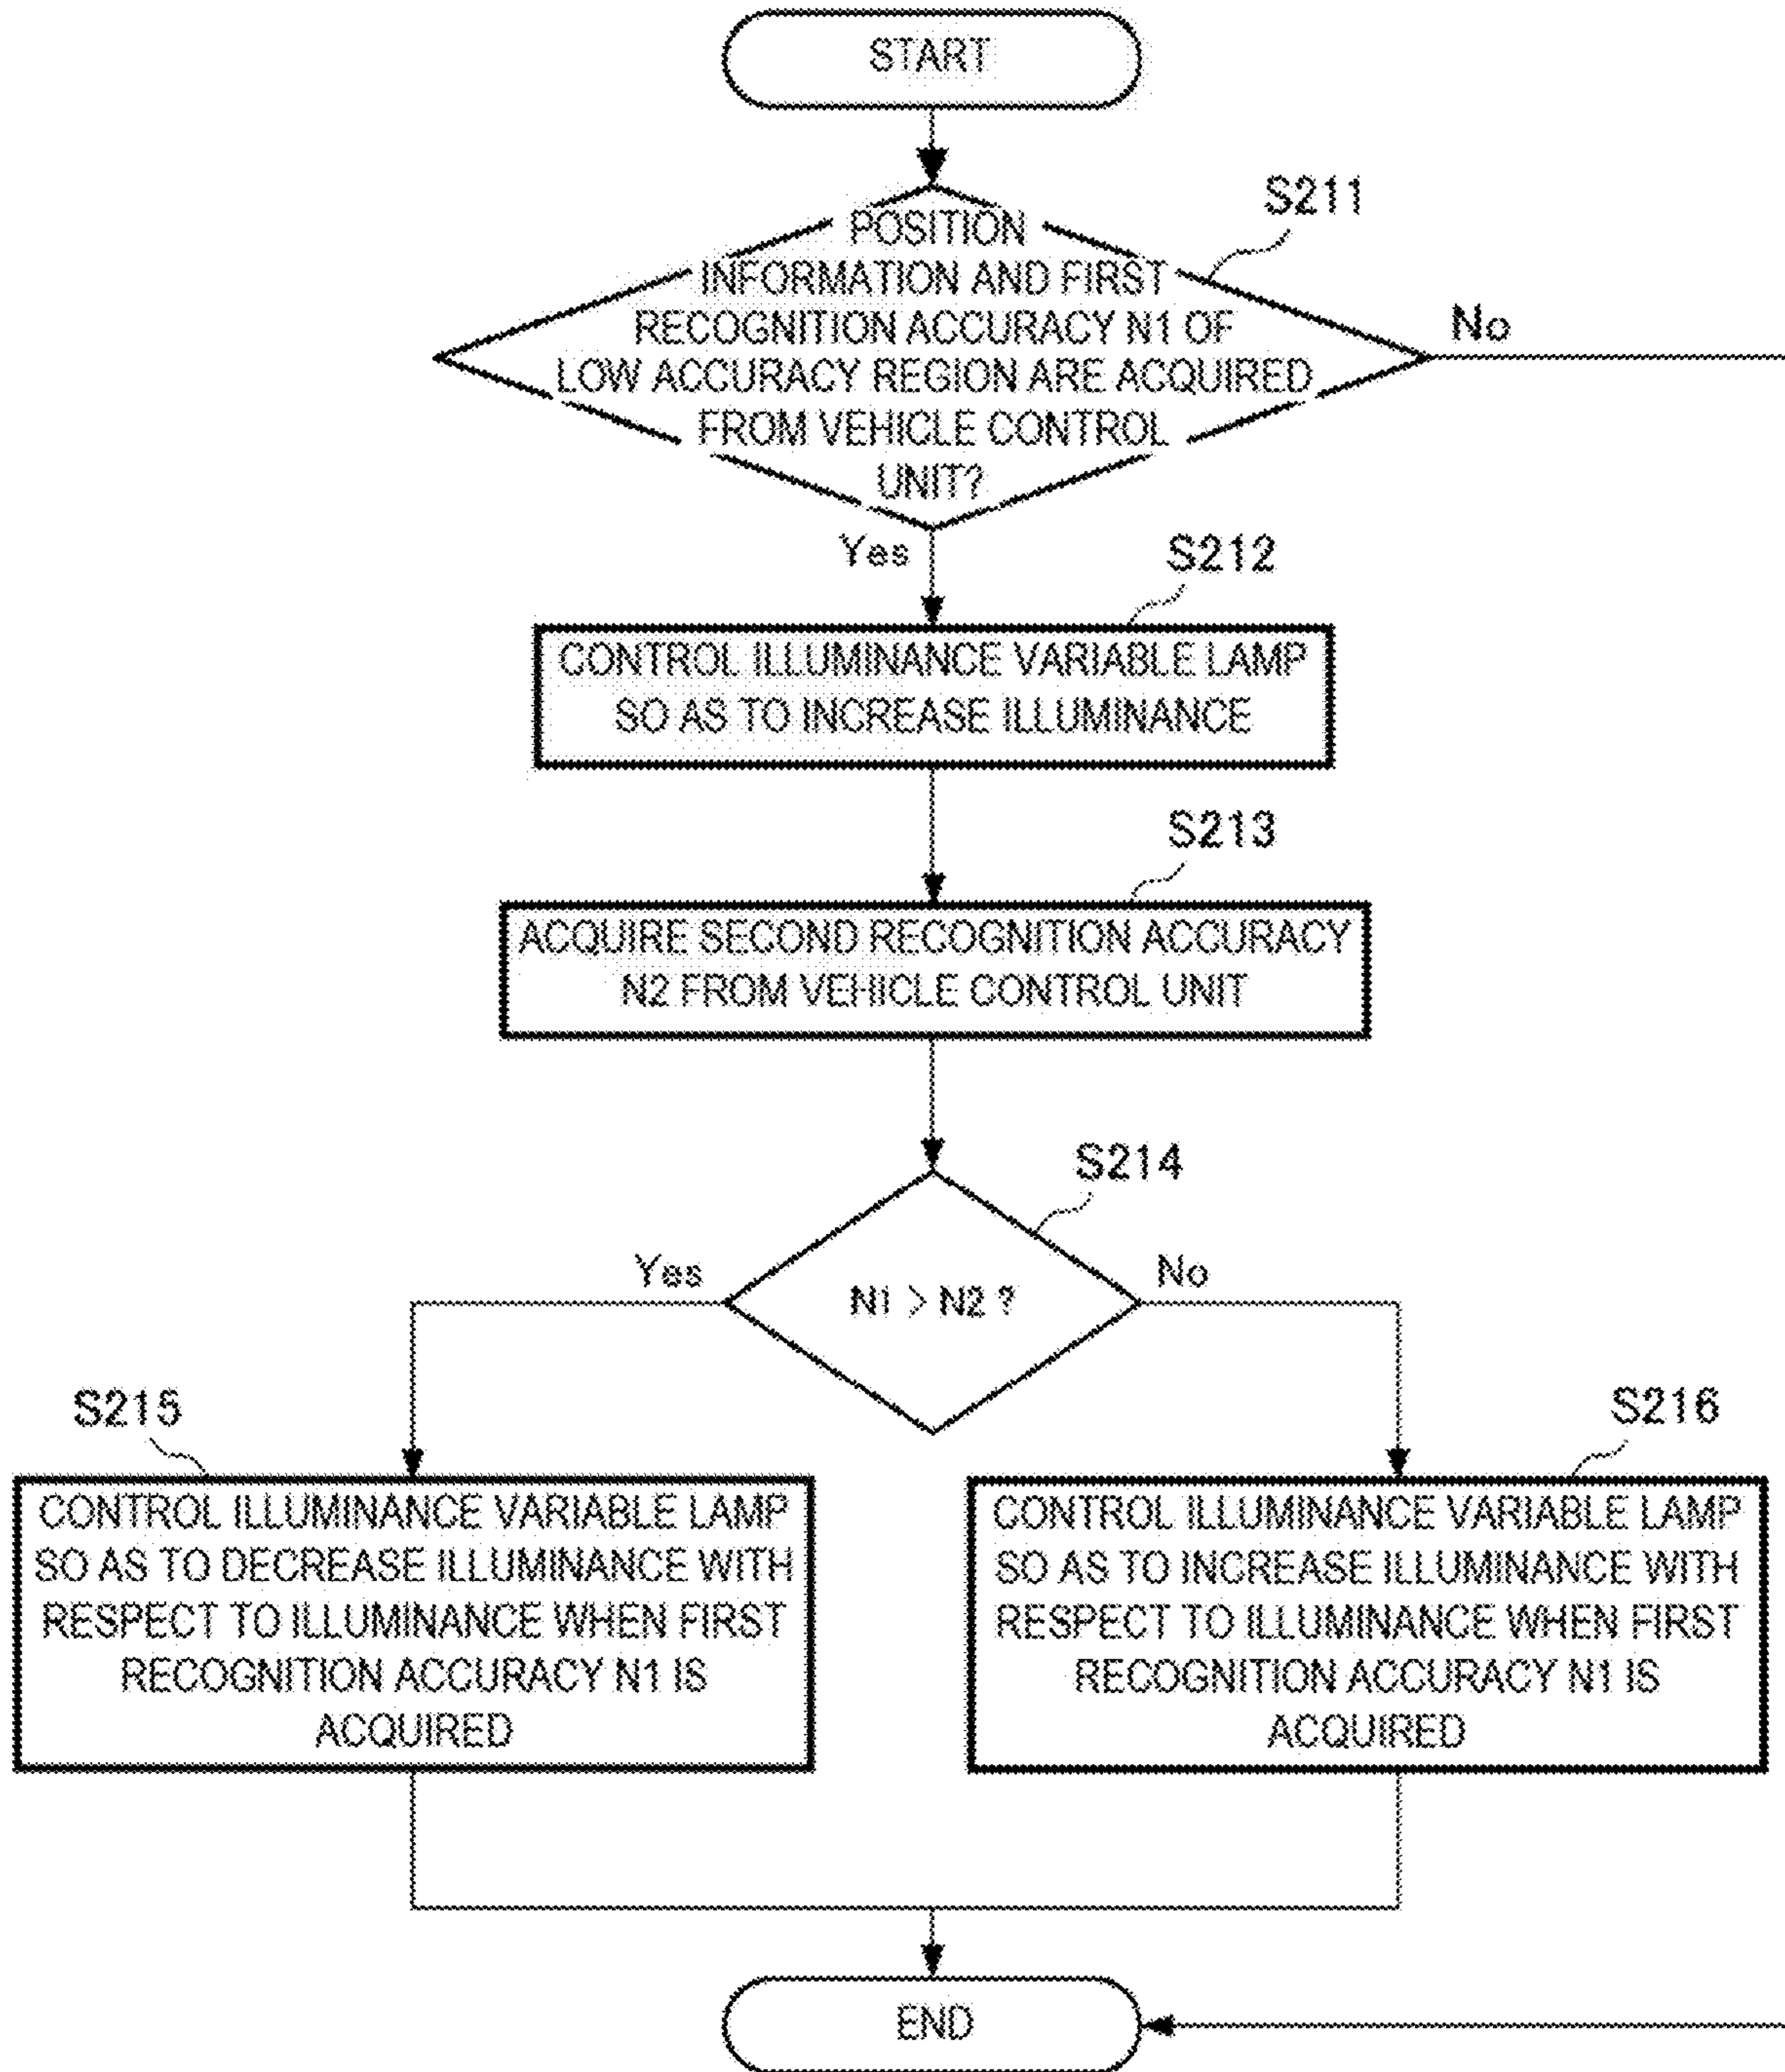 START
S211
POSITION
INFORMATION AND FIRST
RECOGNITION ACCURACY N1 OF
LOW ACCURACY REGION ARE ACQUIRED
FROM VEHICLE CONTROL
UNIT?
No
Yes
S212
CONTROL ILLUMINANCE VARIABLE LAMP
SO AS TO INCREASE ILLUMINANCE
S213
ACQUIRE SECOND RECOGNITION ACCURACY
N2 FROM VEHICLE CONTROL UNIT
S214
Yes
N1 > N2 ?
No
S215
CONTROL ILLUMINANCE VARIABLE LAMP
SO AS TO DECREASE ILLUMINANCE WITH
RESPECT TO ILLUMINANCE WHEN FIRST
RECOGNITION ACCURACY N1 IS
ACQUIRED
S216
CONTROL ILLUMINANCE VARIABLE LAMP
SO AS TO INCREASE ILLUMINANCE WITH
RESPECT TO ILLUMINANCE WHEN FIRST
RECOGNITION ACCURACY N1 IS
ACQUIRED
END